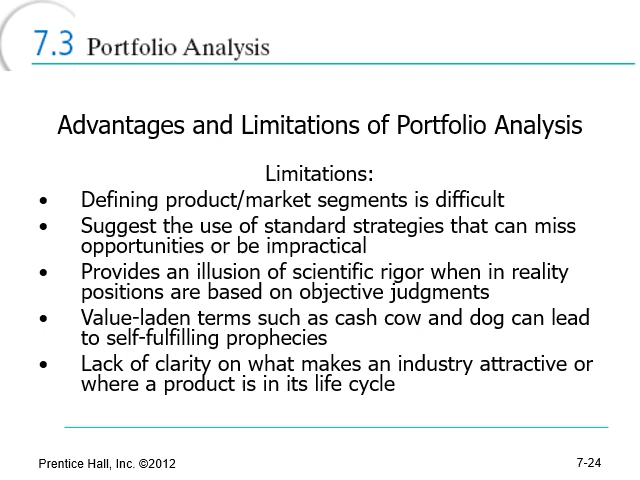 7.3 Portfolio Analysis
Advantages and Limitations of Portfolio Analysis
Limitations:
• Defining product/market segments is difficult
• Suggest the use of standard strategies that can miss
opportunities or be impractical
• Provides an illusion of scientific rigor when in reality
positions are based on objective judgments
• Value-laden terms such as cash cow and dog can lead
to self-fulfilling prophecies
• Lack of clarity on what makes an industry attractive or
where a product is in its life cycle
Prentice Hall, Inc. ©2012
7-24